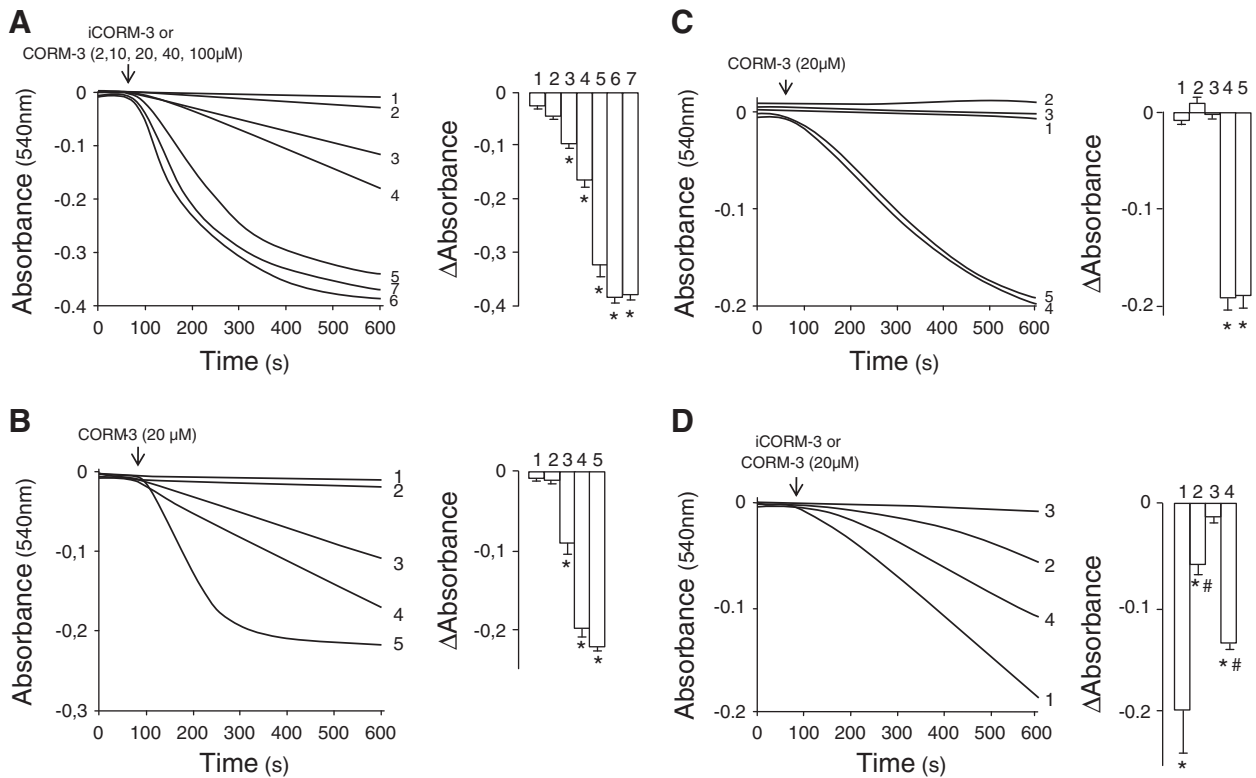 A
iCORM-3 or
CORM-3 (2,10, 20, 40, 100µM)
Absorbance (540nm)
0
-0.1
-0.2
-0.3
-0.4
0 100 200 300 400 500 600
Time (s)
1
2
3
4
5
7
6
ΔAbsorbance
0
-0,1
-0,2
-0,3
-0,4
1 2 3 4 5 6 7
*
*
*
* *
C
CORM-3 (20µM)
Absorbance (540nm)
0
-0.1
-0.2
0 100 200 300 400 500 600
Time (s)
2
3
1
5
4
ΔAbsorbance
0
-0.1
-0.2
1 2 3 4 5
* *
B
CORM-3 (20 µM)
Absorbance (540nm)
0
-0,1
-0,2
-0,3
0 100 200 300 400 500 600
Time (s)
1
2
3
4
5
ΔAbsorbance
0
-0,1
-0,2
1 2 3 4 5
*
* *
D
iCORM-3 or
CORM-3 (20µM)
Absorbance (540nm)
0
-0.1
-0.2
0 100 200 300 400 500 600
Time (s)
3
2
4
1
ΔAbsorbance
0
-0.1
-0.2
1 2 3 4
* #
* #
*